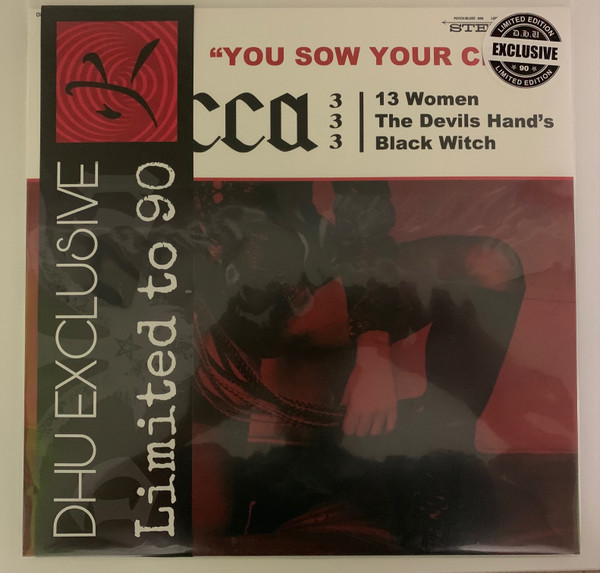 STE
"YOU SOW YOUR C
LIMITED EDITION
D.H.U
EXCLUSIVE
90
LIMITED EDITION
cca
3
3
3
13 Women
The Devils Hand's
Black Witch
DHU EXCLUSIVE
Limited to 90